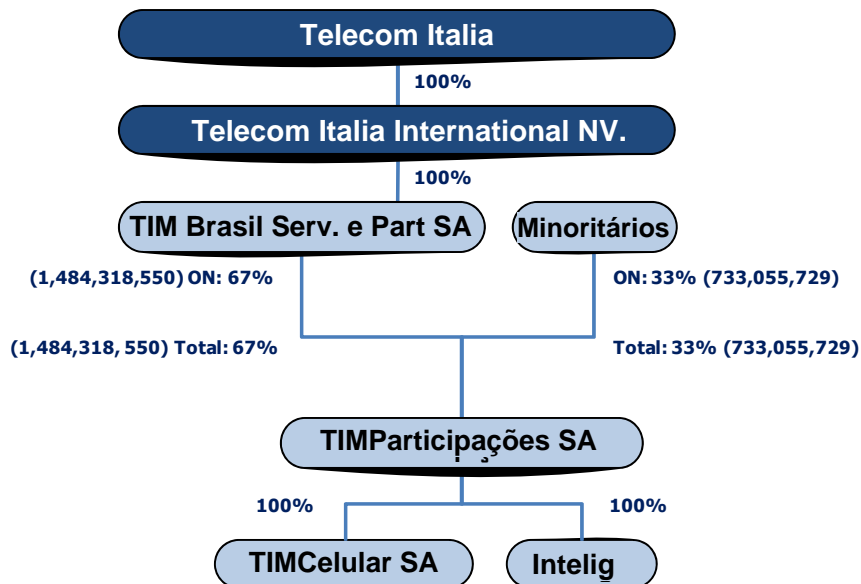 Telecom Italia
100%
Telecom Italia International NV.
100%
TIM Brasil Serv. e Part SA
Minoritários
(1,484,318,550) ON: 67%
ON: 33% (733,055,729)
(1,484,318, 550) Total: 67%
Total: 33% (733,055,729)
TIMParticipações SA
100%
100%
TIMCelular SA
Intelig